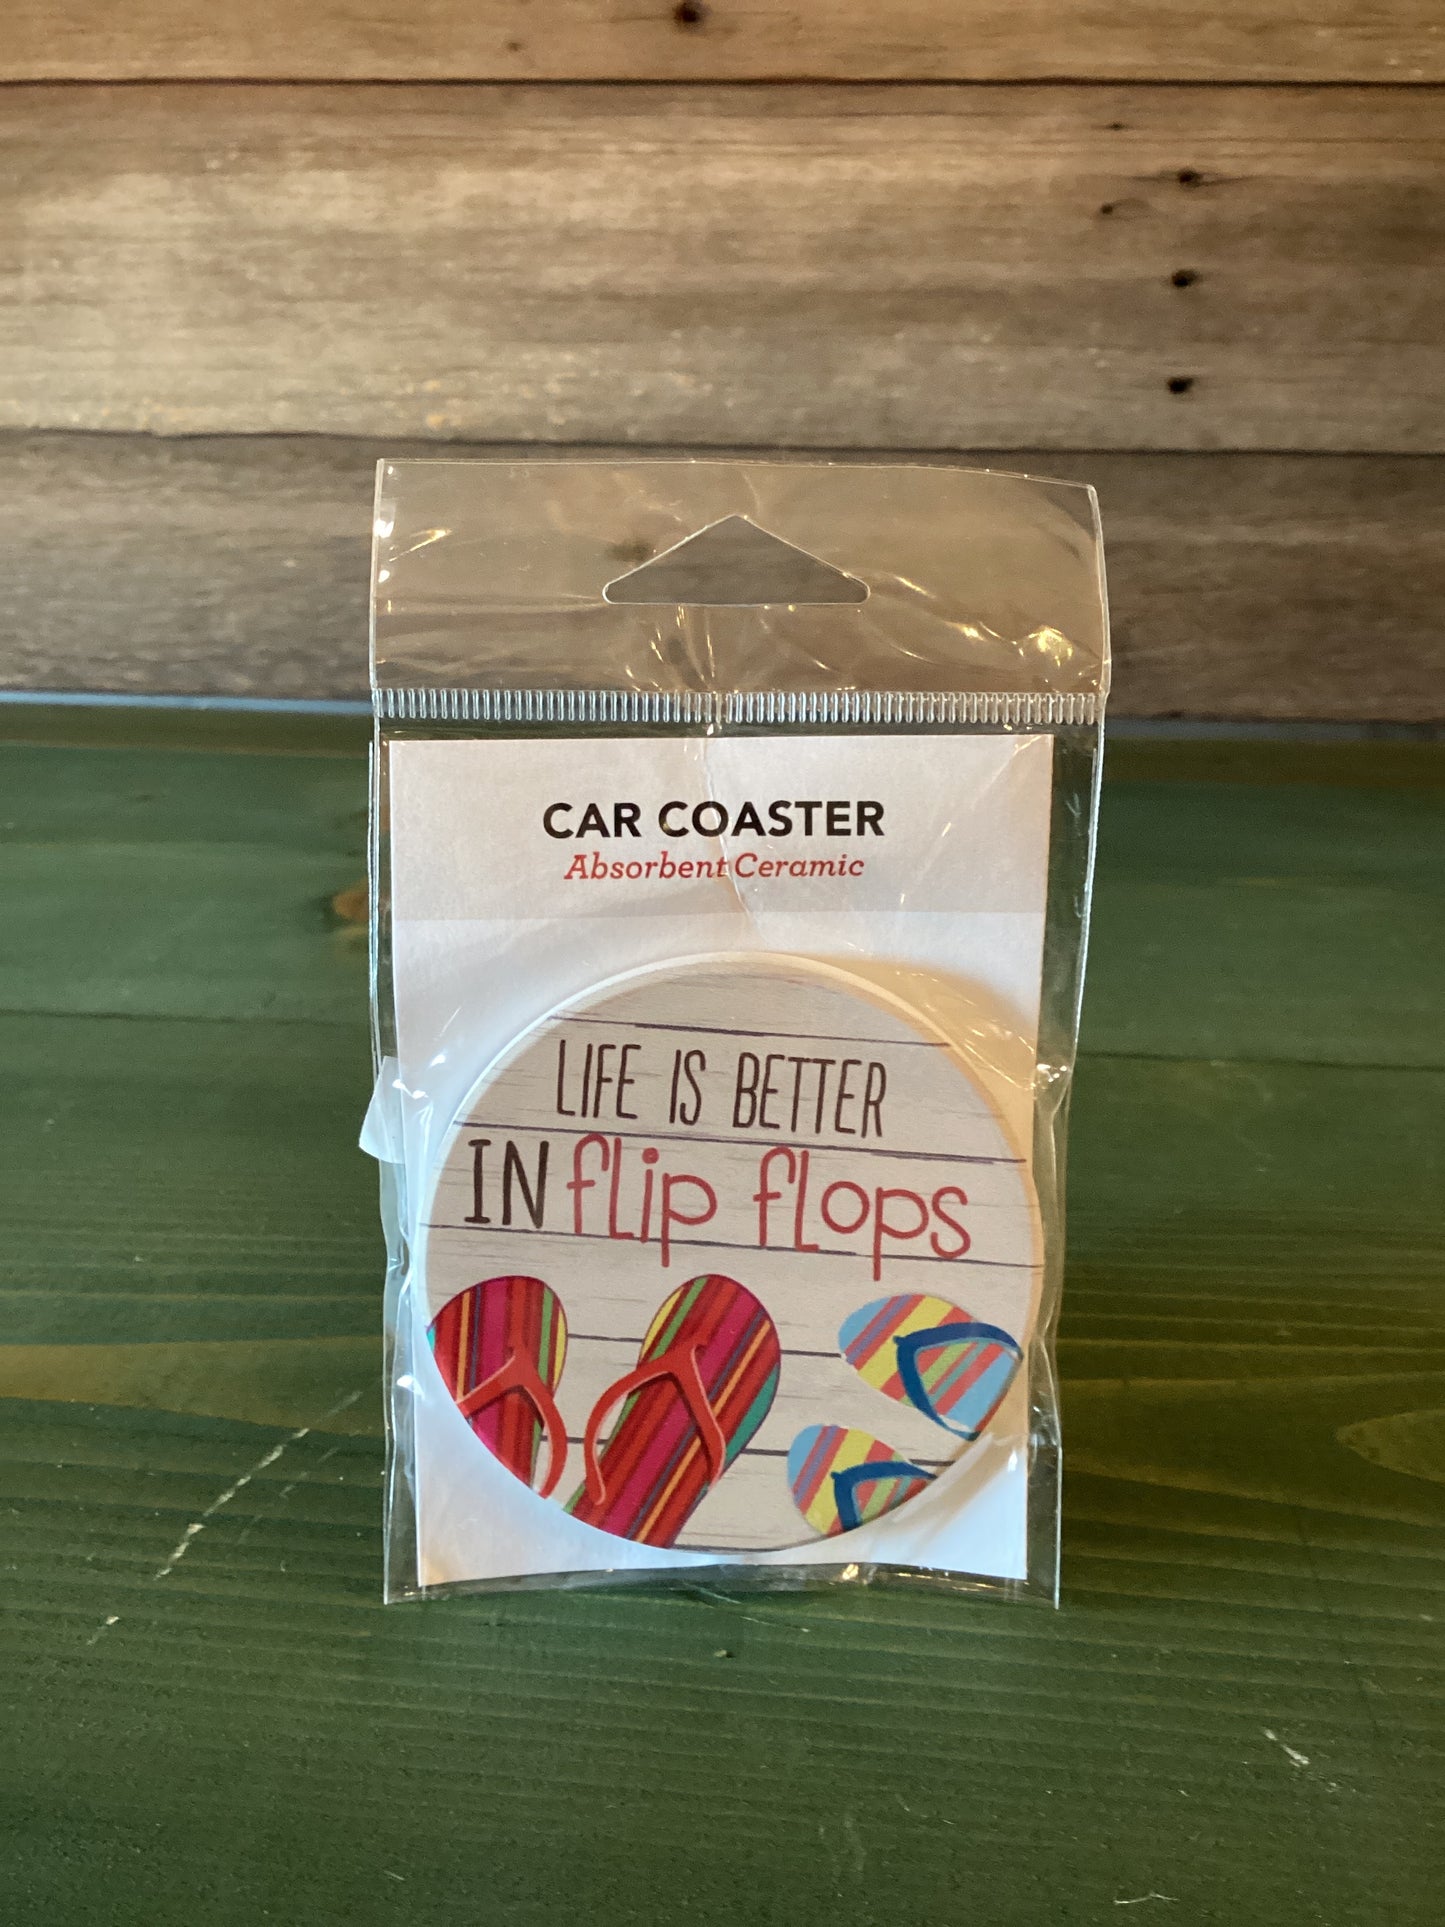 CAR COASTER
Absorbent Ceramic
LIFE IS BETTER
IN flip flops